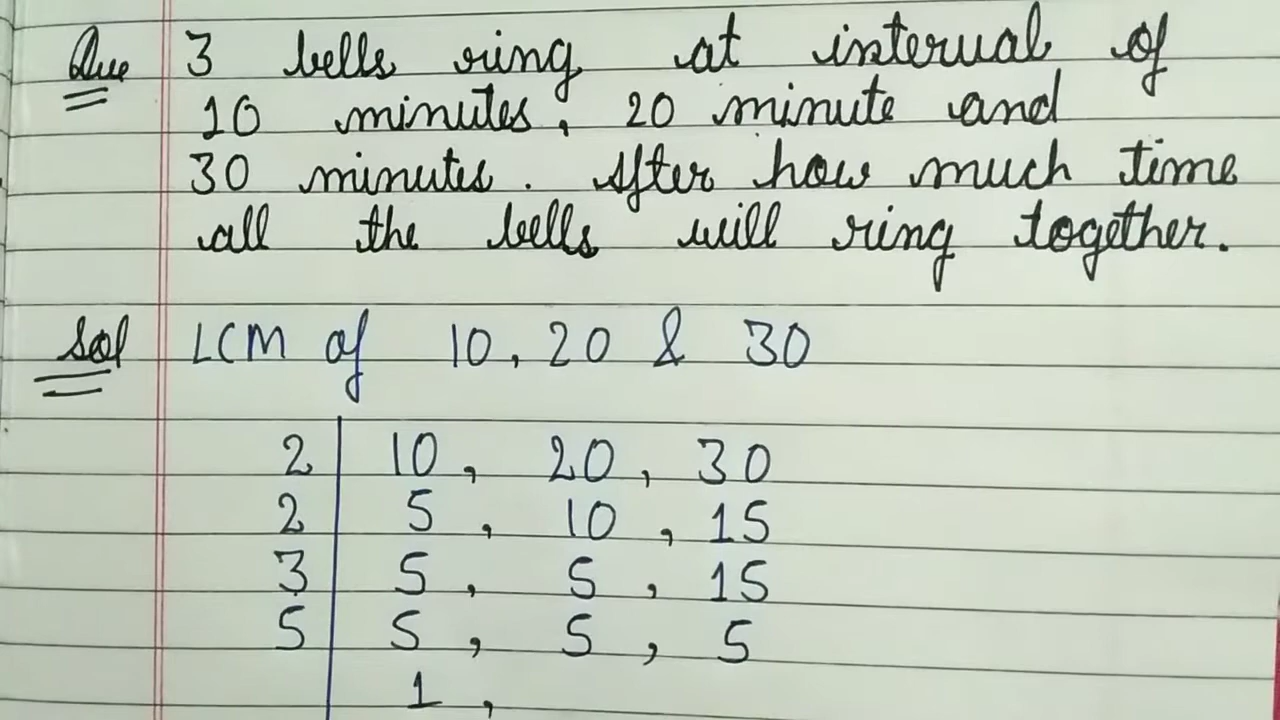 Que 3 bells ring at interval of
10 minutes, 20 minute and
30 minutes. After how much time
all the bells will ring together.
Sol LCM of 10, 20 & 30
2 10, 20, 30
2 5, 10, 15
3 5, 5, 15
5 5, 5, 5
1,